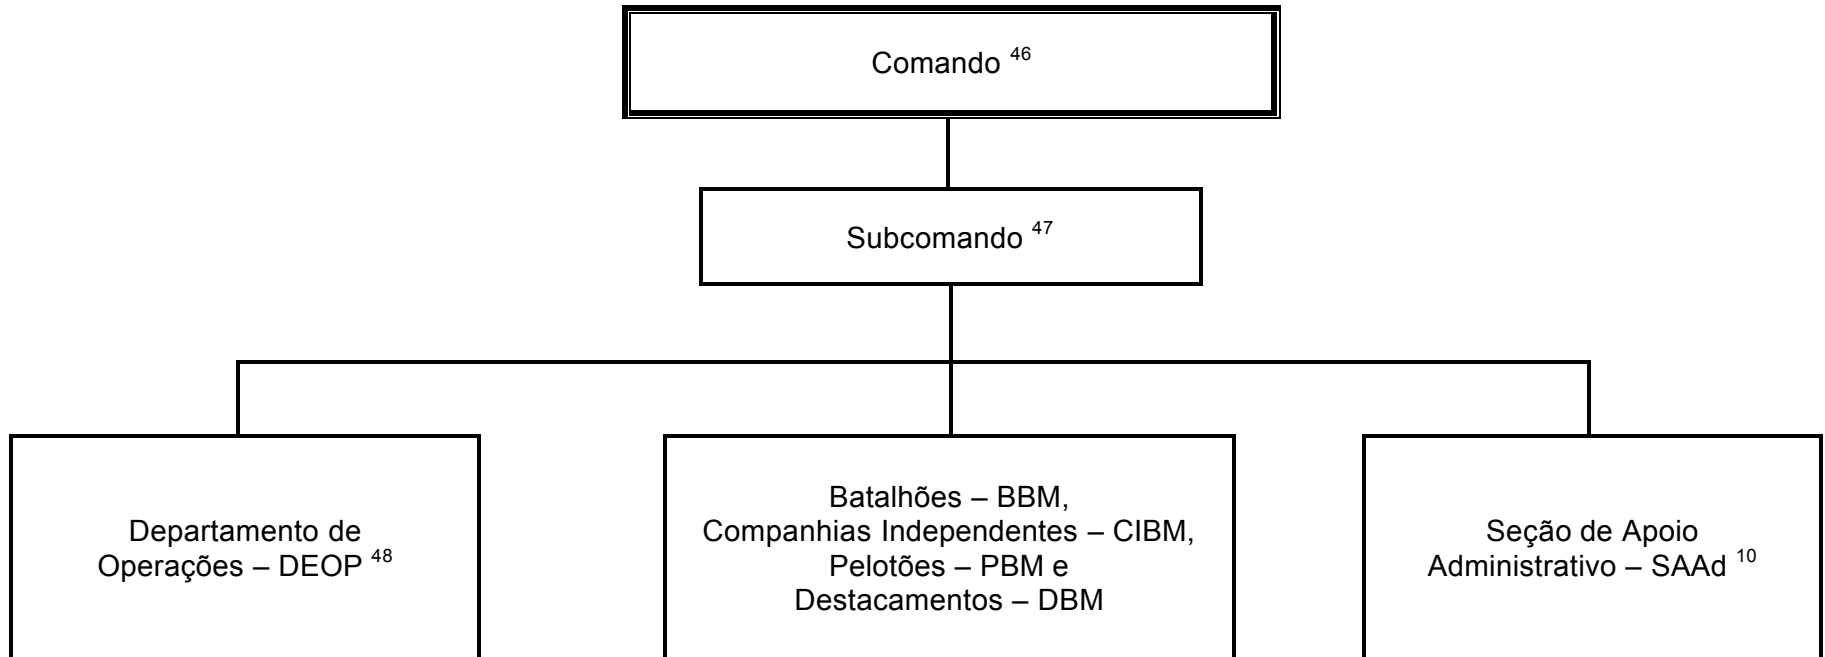 Comando 46
Subcomando 47
Departamento de
Operações – DEOP 48
Batalhões – BBM,
Companhias Independentes – CIBM,
Pelotões – PBM e
Destacamentos – DBM
Seção de Apoio
Administrativo – SAAd 10